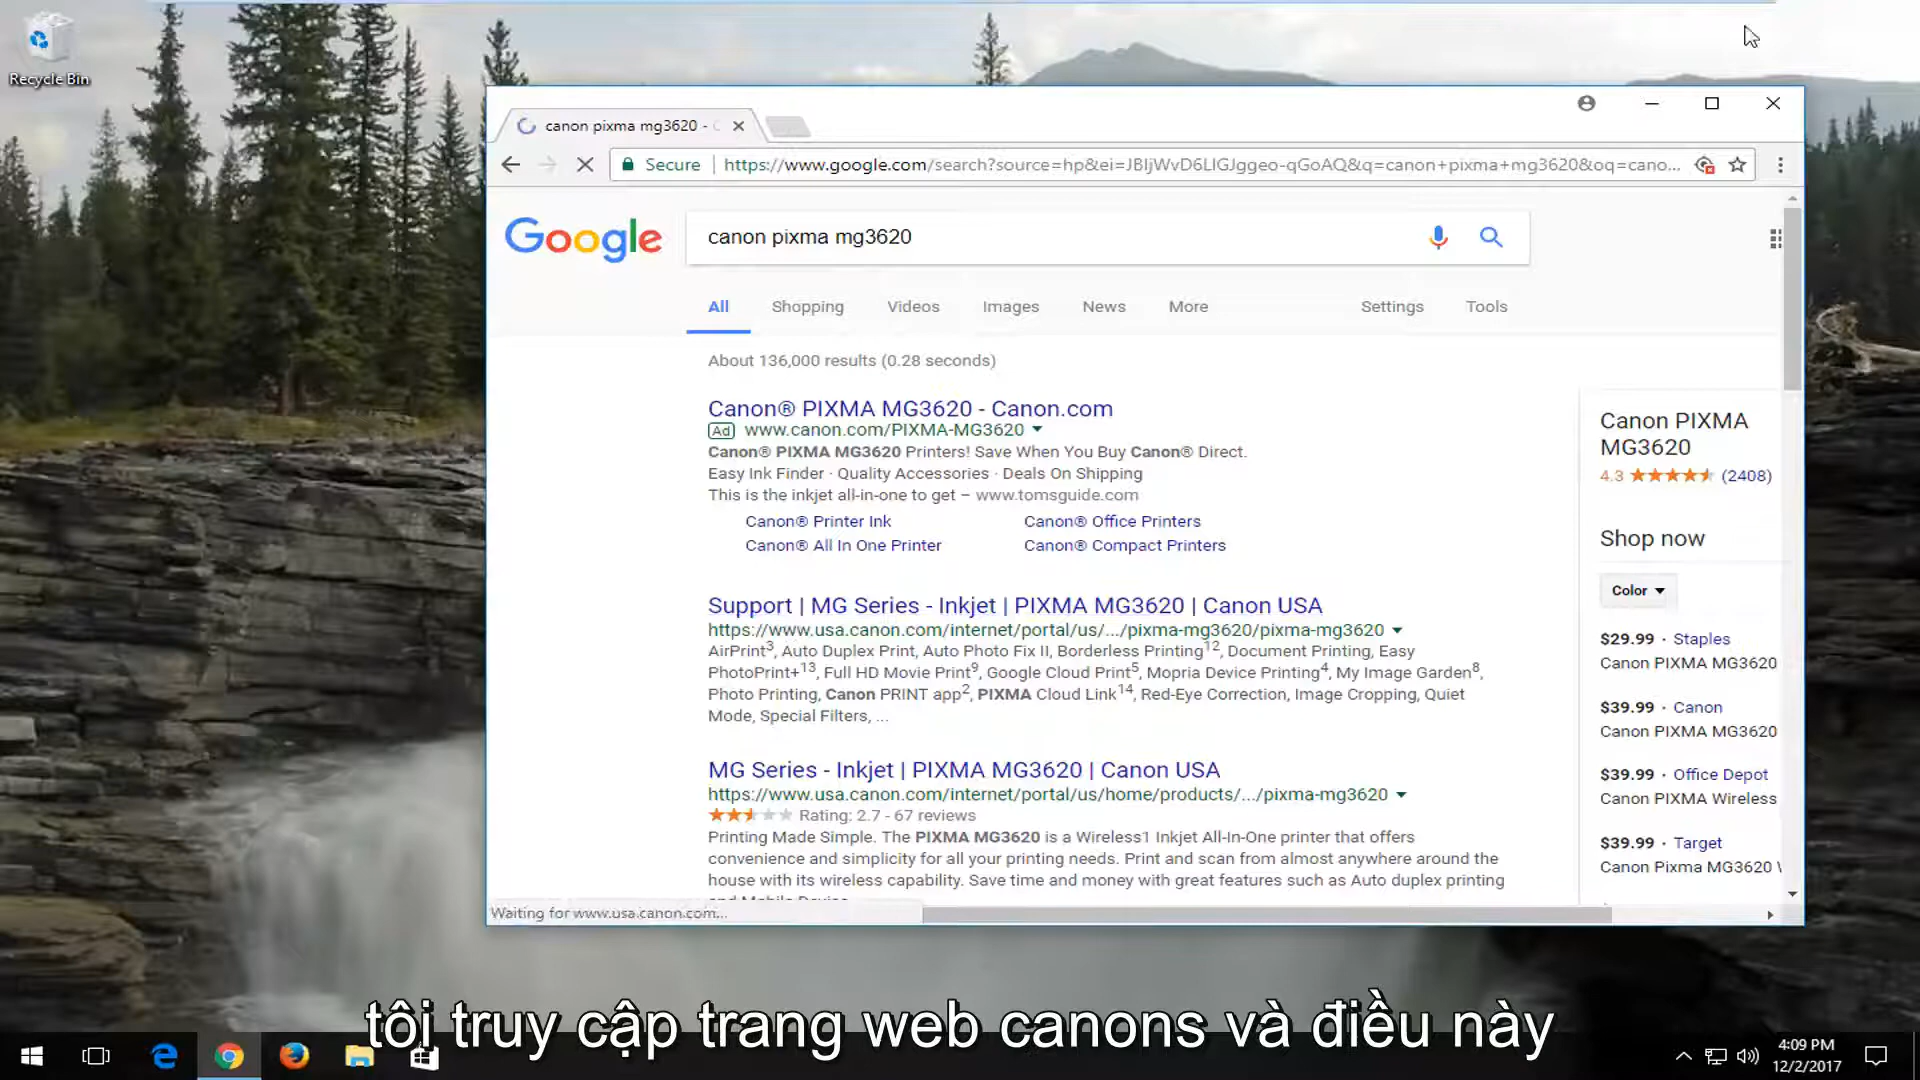 Recycle Bin
canon pixma mg3620 -
Secure
https://www.google.com/search?source=hp&ei=JBIjWvD6LIGJggeo-qGoAQ&q=canon+pixma+mg3620&oq=cano...
Google
canon pixma mg3620
All
Shopping
Videos
Images
News
More
Settings
Tools
About 136,000 results (0.28 seconds)
Canon® PIXMA MG3620 - Canon.com
Ad www.canon.com/PIXMA-MG3620
Canon® PIXMA MG3620 Printers! Save When You Buy Canon® Direct.
Easy Ink Finder · Quality Accessories · Deals On Shipping
This is the inkjet all-in-one to get – www.tomsguide.com
Canon® Printer Ink
Canon® Office Printers
Canon® All In One Printer
Canon® Compact Printers
Support | MG Series - Inkjet | PIXMA MG3620 | Canon USA
https://www.usa.canon.com/internet/portal/us/.../pixma-mg3620/pixma-mg3620
AirPrint3, Auto Duplex Print, Auto Photo Fix II, Borderless Printing12, Document Printing, Easy
PhotoPrint+13, Full HD Movie Print9, Google Cloud Print5, Mopria Device Printing4, My Image Garden8,
Photo Printing, Canon PRINT app2, PIXMA Cloud Link14, Red-Eye Correction, Image Cropping, Quiet
Mode, Special Filters, ...
MG Series - Inkjet | PIXMA MG3620 | Canon USA
https://www.usa.canon.com/internet/portal/us/home/products/.../pixma-mg3620
Rating: 2.7 - 67 reviews
Printing Made Simple. The PIXMA MG3620 is a Wireless1 Inkjet All-In-One printer that offers
convenience and simplicity for all your printing needs. Print and scan from almost anywhere around the
house with its wireless capability. Save time and money with great features such as Auto duplex printing
and Mobile Device
Canon PIXMA
MG3620
4.3 (2408)
Shop now
Color
$29.99 · Staples
Canon PIXMA MG3620
$39.99 · Canon
Canon PIXMA MG3620
$39.99 · Office Depot
Canon PIXMA Wireless
$39.99 · Target
Canon Pixma MG3620
Waiting for www.usa.canon.com...
tôi truy cập trang web canons và điều này
4:09 PM
12/2/2017